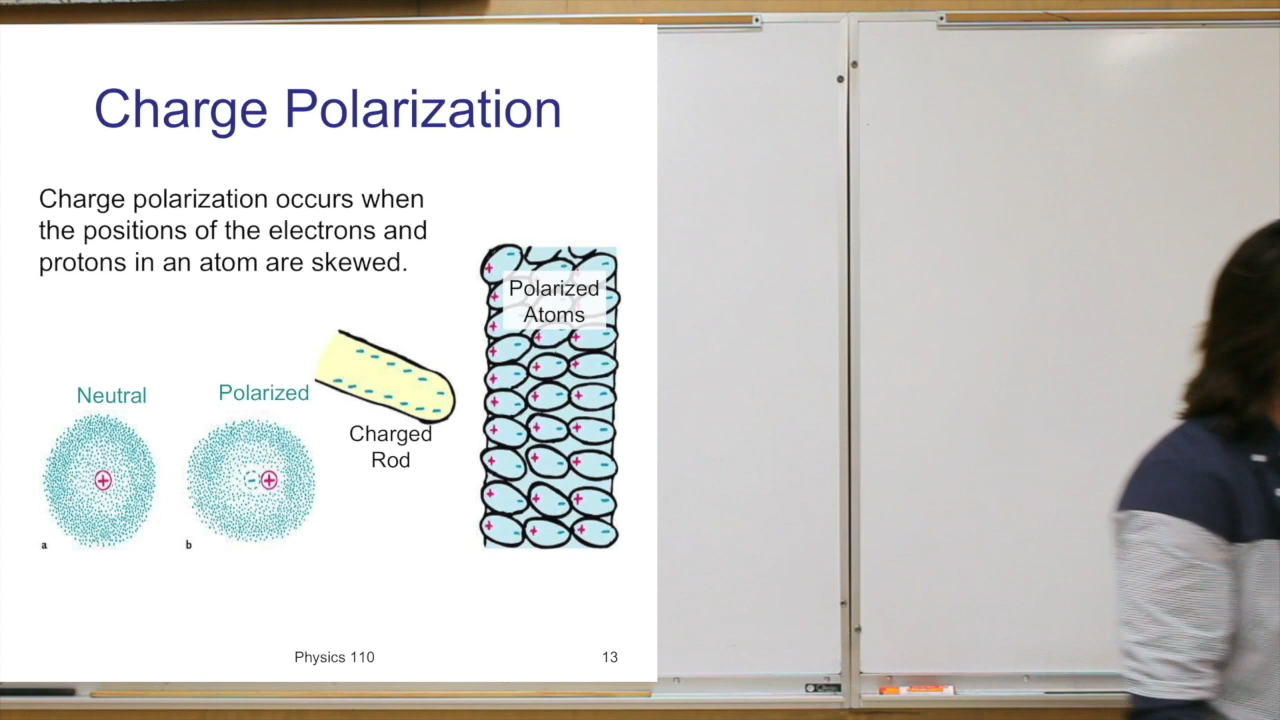 Charge Polarization
Charge polarization occurs when
the positions of the electrons and
protons in an atom are skewed.
Polarized
Atoms
Neutral
Polarized
Charged
Rod
a
b
Physics 110
13